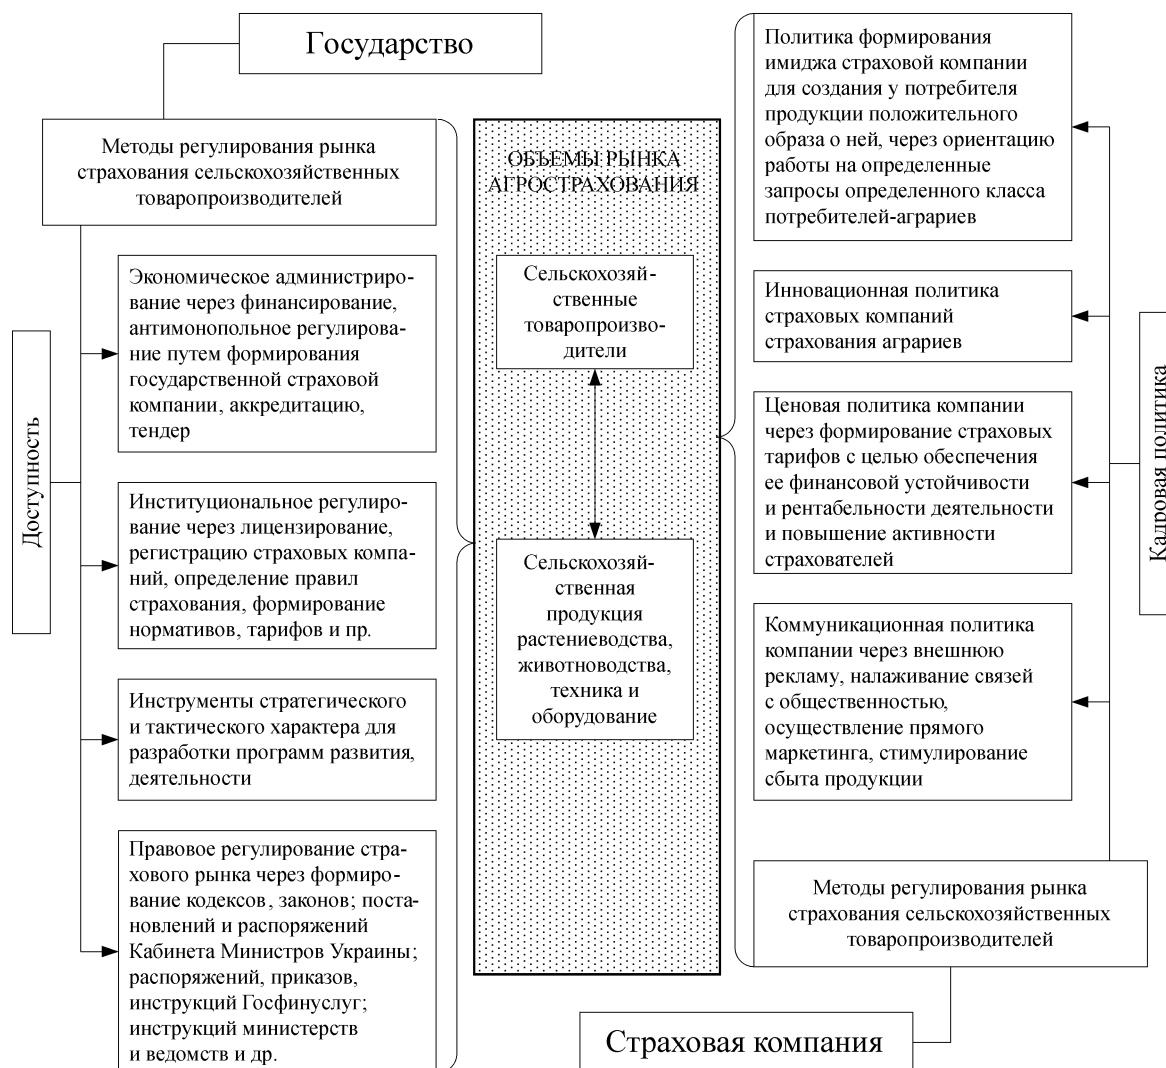 Государство
Методы регулирования рынка
страхования сельскохозяйственных
товаропроизводителей
Доступность
Экономическое администриро-
вание через финансирование,
антимонопольное регулирова-
ние путем формирования
государственной страховой
компании, аккредитацию,
тендер
Институциональное регулиро-
вание через лицензирование,
регистрацию страховых компа-
ний, определение правил
страхования, формирование
нормативов, тарифов и пр.
Инструменты стратегического
и тактического характера для
разработки программ развития,
деятельности
Правовое регулирование стра-
хового рынка через формиро-
вание кодексов, законов; поста-
новлений и распоряжений
Кабинета Министров Украины;
распоряжений, приказов,
инструкций Госфинуслуг;
инструкций министерств
и ведомств и др.
ОБЪЕМЫ РЫНКА
АГРОСТРАХОВАНИЯ
Сельскохозяй-
ственные
товаропроизво-
дители
Сельскохозяй-
ственная
продукция
растениеводства,
животноводства,
техника и
оборудование
Политика формирования
имиджа страховой компании
для создания у потребителя
продукции положительного
образа о ней, через ориентацию
работы на определенные
запросы определенного класса
потребителей-аграриев
Инновационная политика
страховых компаний
страхования аграриев
Ценовая политика компании
через формирование страховых
тарифов с целью обеспечения
ее финансовой устойчивости
и рентабельности деятельности
и повышение активности
страхователей
Коммуникационная политика
компании через внешнюю
рекламу, налаживание связей
с общественностью,
осуществление прямого
маркетинга, стимулирование
сбыта продукции
Кадровая политика
Методы регулирования рынка
страхования сельскохозяйственных
товаропроизводителей
Страховая компания